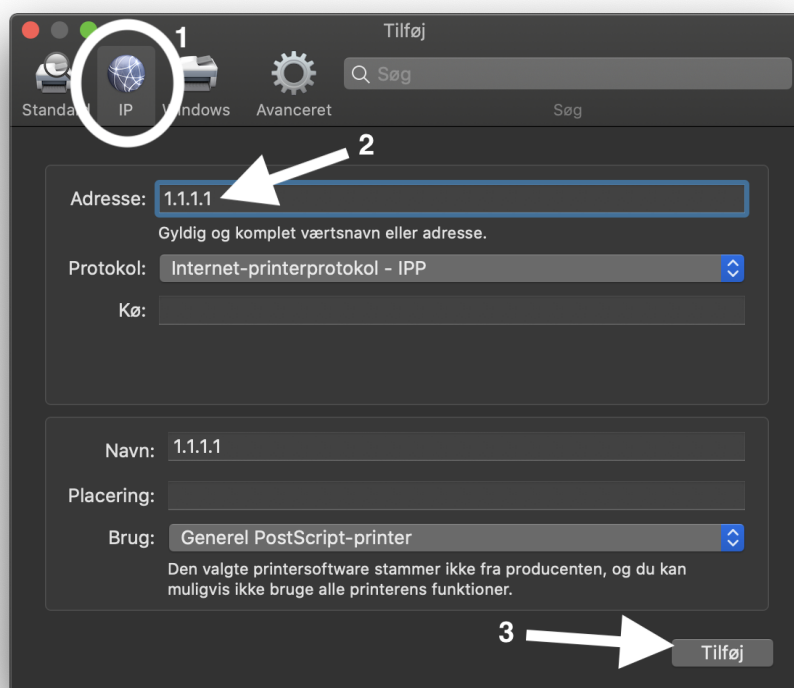 Tilføj
1
Søg
Standard IP Windows Avanceret Søg
2
Adresse: 1.1.1.1
Gyldig og komplet værtsnavn eller adresse.
Protokol: Internet-printerprotokol - IPP
Kø:
Navn: 1.1.1.1
Placering:
Brug: Generel PostScript-printer
Den valgte printersoftware stammer ikke fra producenten, og du kan
muligvis ikke bruge alle printerens funktioner.
3
Tilføj